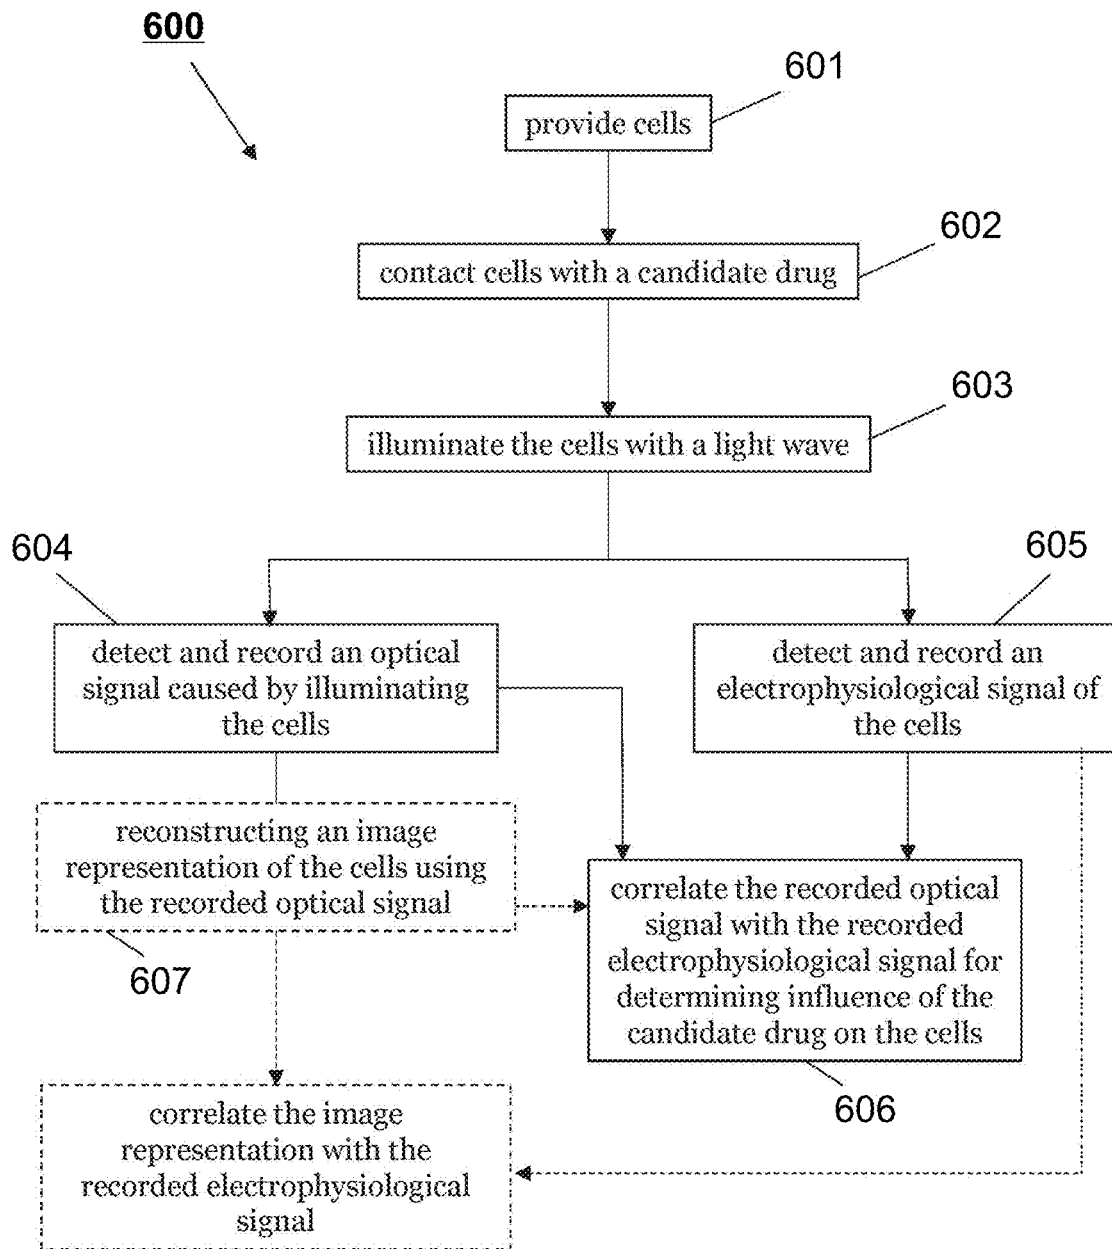 600
601
provide cells
602
contact cells with a candidate drug
603
illuminate the cells with a light wave
604
605
detect and record an optical
signal caused by illuminating
the cells
detect and record an
electrophysiological signal of
the cells
reconstructing an image
representation of the cells using
the recorded optical signal
607
correlate the recorded optical
signal with the recorded
electrophysiological signal for
determining influence of the
candidate drug on the cells
606
correlate the image
representation with the
recorded electrophysiological
signal